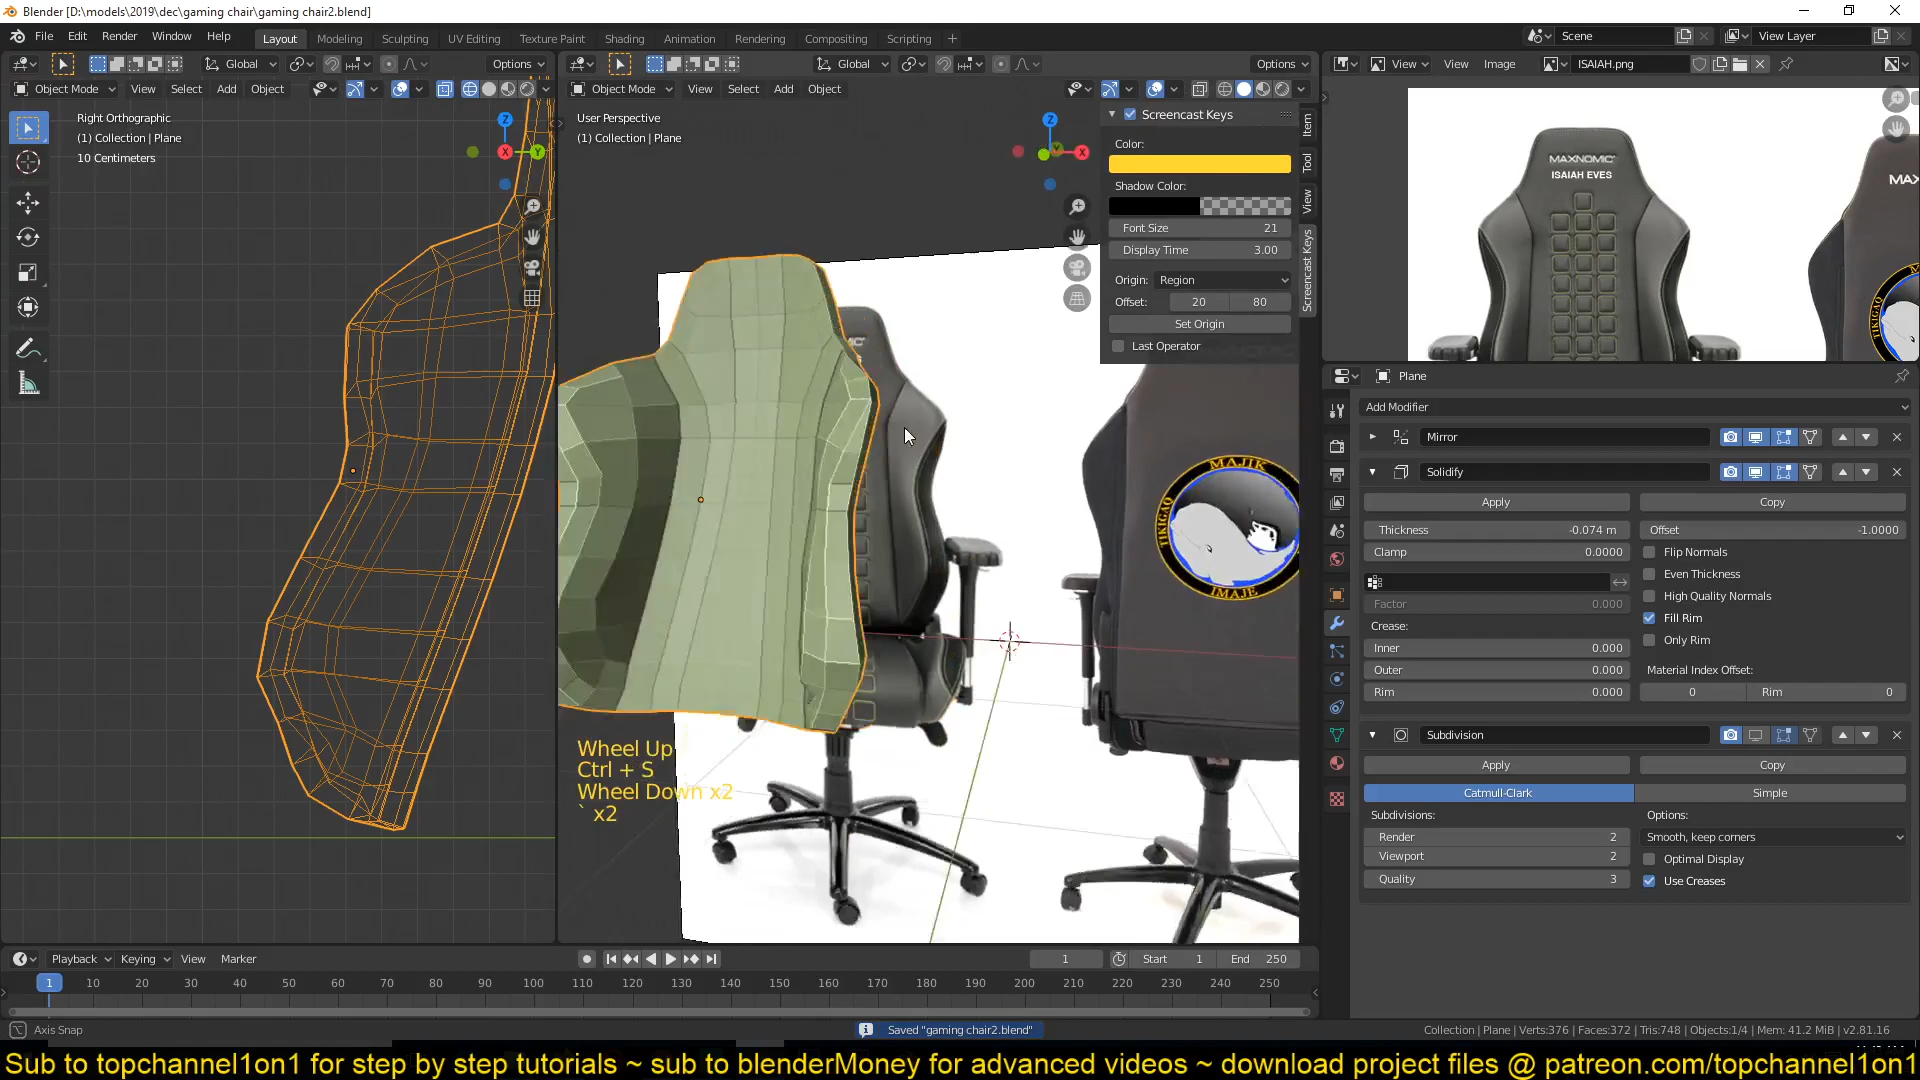 Blender [D:\models\2019\dec\gaming chair\gaming chair2.blend]
File Edit Render Window Help Layout Modeling Sculpting UV Editing Texture Paint Shading Animation Rendering Compositing Scripting + Scene View Layer
Global Options Global Options View View Image ISAIAH.png
Object Mode View Select Add Object Object Mode View Select Add Object
Right Orthographic
(1) Collection | Plane
10 Centimeters
User Perspective
(1) Collection | Plane
Screencast Keys
Color:
Shadow Color:
Font Size 21
Display Time 3.00
Origin: Region
Offset: 20 80
Set Origin
Last Operator
Item
Tool
View
Screencast Keys
MAXNOMIC
ISAIAH EVES
MAX
MAJIK
TIKIGAQ
IMAJE
Wheel Up
Ctrl + S
Wheel Down x2
` x2
Plane
Add Modifier
Mirror
Solidify
Apply Copy
Thickness -0.074 m Offset -1.0000
Clamp 0.0000 Flip Normals
Even Thickness
Factor 0.000 High Quality Normals
Crease: Fill Rim
Inner 0.000 Only Rim
Outer 0.000 Material Index Offset:
Rim 0.000 0 Rim 0
Subdivision
Apply Copy
Catmull-Clark Simple
Subdivisions: Options:
Render 2 Smooth, keep corners
Viewport 2 Optimal Display
Quality 3 Use Creases
Playback Keying View Marker 1 Start 1 End 250
1 10 20 30 40 50 60 70 80 90 100 110 120 130 140 150 160 170 180 190 200 210 220 230 240 250
Axis Snap Saved "gaming chair2.blend" Collection | Plane | Verts:376 | Faces:372 | Tris:748 | Objects:1/4 | Mem: 41.2 MiB | v2.81.16
Sub to topchannel1on1 for step by step tutorials ~ sub to blenderMoney for advanced videos ~ download project files @ patreon.com/topchannel1on1